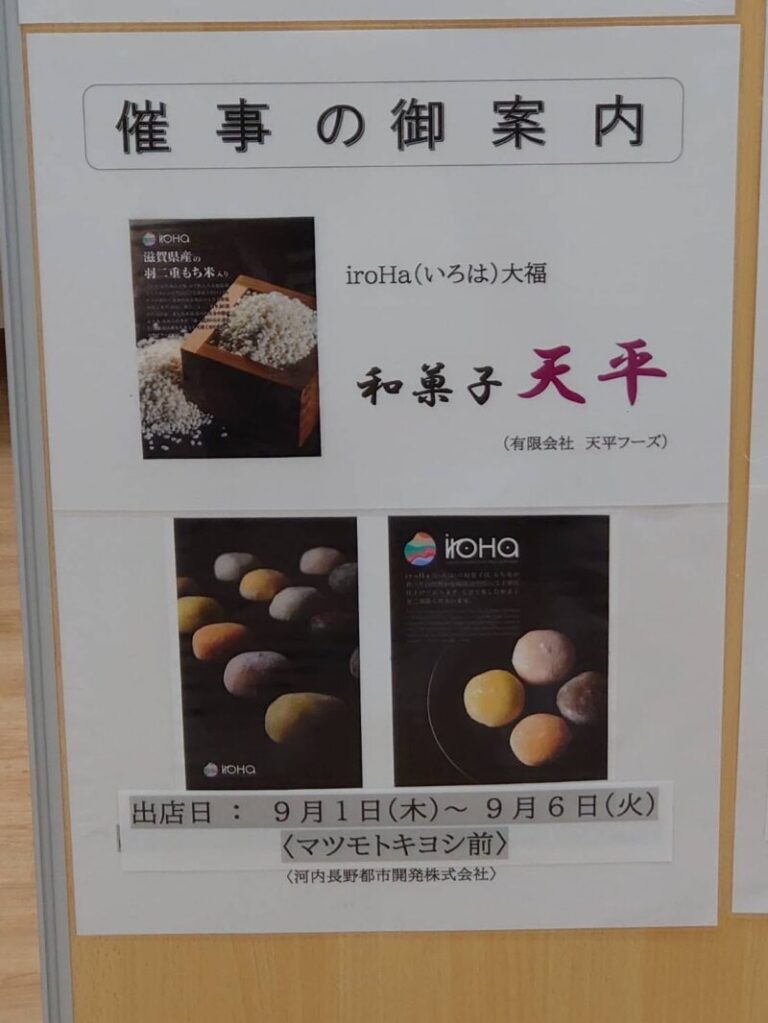 催事の御案内
iroHa
滋賀県産の
羽二重もち米入り
iroHa(いろは)大福
和菓子 天平
(有限会社 天平フーズ)
iroHa
iroHa
出店日 : 9月1日(木)～ 9月6日(火)
〈マツモトキヨシ前〉
〈河内長野都市開発株式会社〉